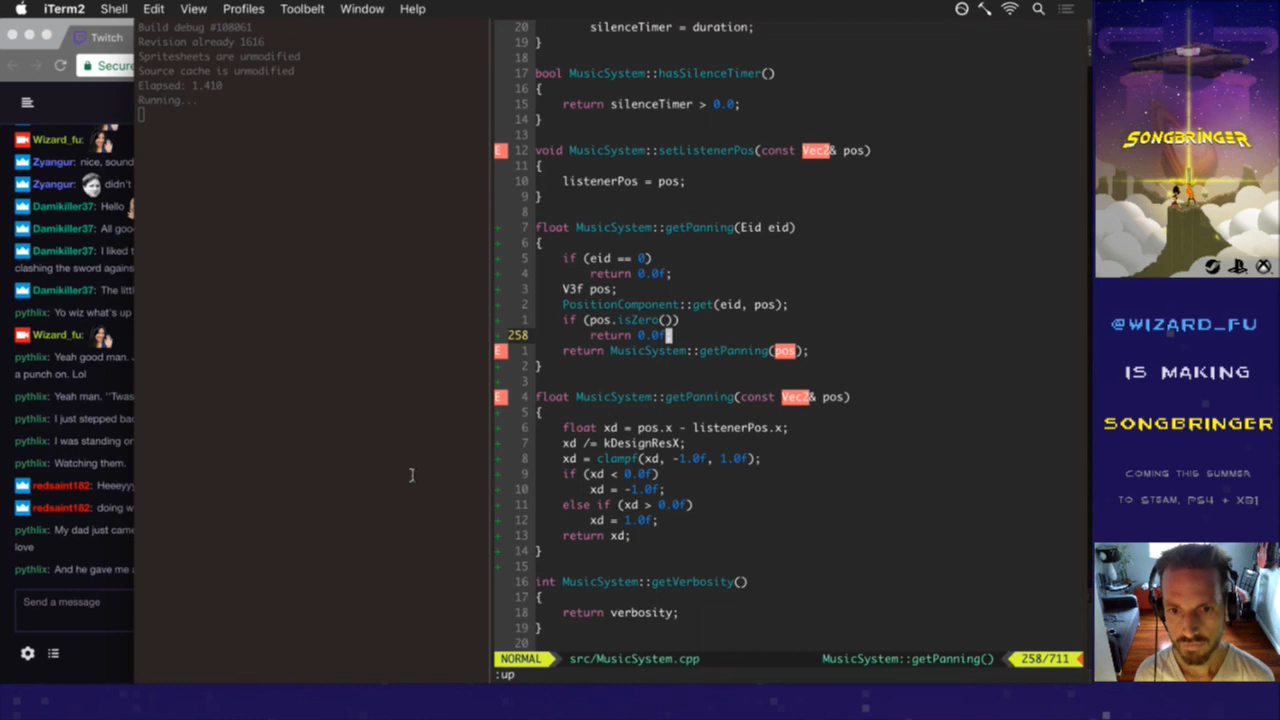 iTerm2 Shell Edit View Profiles Toolbelt Window Help
Twitch
Secure
Wizard_fu:
Zyangur: nice, sound
Zyangur: didn't
Damikiller37: Hello
Damikiller37: All goo
Damikiller37: I liked t
clashing the sword agains
Damikiller37: The littl
pythlix: Yo wiz what's up
Wizard_fu:
pythlix: Yeah good man.
a punch on. Lol
pythlix: Yeah man. "Twas
pythlix: I just stepped bac
pythlix: I was standing on
pythlix: Watching them.
redsaint182: Heeeyyy
redsaint182: doing w
pythlix: My dad just came
love
pythlix: And he gave me a
Send a message
Build debug #108061
Revision already 1616
Spritesheets are unmodified
Source cache is unmodified
Elapsed: 1.410
Running...
20 silenceTimer = duration;
19 }
18
17 bool MusicSystem::hasSilenceTimer()
16 {
15 return silenceTimer > 0.0;
14 }
13
E 12 void MusicSystem::setListenerPos(const Vec2& pos)
11 {
10 listenerPos = pos;
9 }
8
+ 7 float MusicSystem::getPanning(Eid eid)
+ 6 {
+ 5 if (eid == 0)
+ 4 return 0.0f;
+ 3 V3f pos;
+ 2 PositionComponent::get(eid, pos);
+ 1 if (pos.isZero())
+ 258 return 0.0f;
E 1 return MusicSystem::getPanning(pos);
+ 2 }
+ 3
E 4 float MusicSystem::getPanning(const Vec2& pos)
+ 5 {
+ 6 float xd = pos.x - listenerPos.x;
+ 7 xd /= kDesignResX;
+ 8 xd = clampf(xd, -1.0f, 1.0f);
+ 9 if (xd < 0.0f)
+ 10 xd = -1.0f;
+ 11 else if (xd > 0.0f)
+ 12 xd = 1.0f;
+ 13 return xd;
+ 14 }
+ 15
16 int MusicSystem::getVerbosity()
17 {
18 return verbosity;
19 }
20
NORMAL src/MusicSystem.cpp MusicSystem::getPanning() 258/711
:up
SONGBRINGER
@WIZARD_FU
IS MAKING
SONGBRINGER
COMING THIS SUMMER
TO STEAM, PS4 + XB1